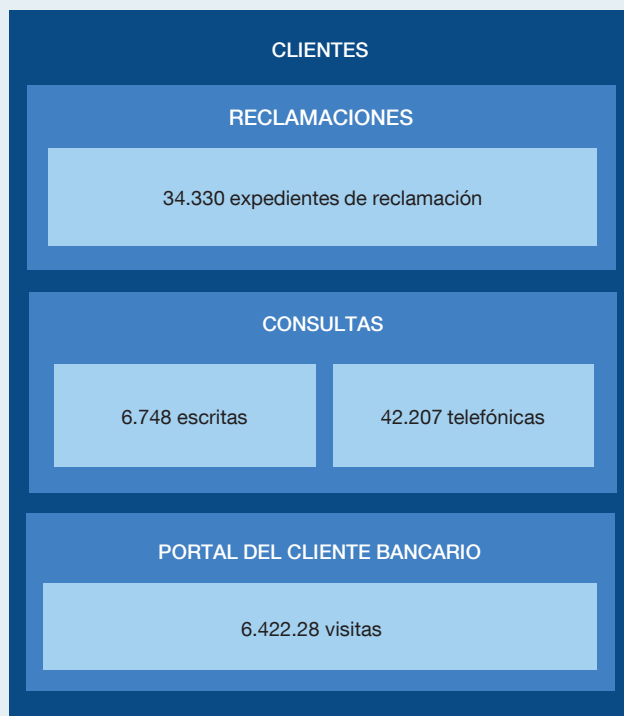 CLIENTES
RECLAMACIONES
34.330 expedientes de reclamación
CONSULTAS
6.748 escritas
42.207 telefónicas
PORTAL DEL CLIENTE BANCARIO
6.422.28 visitas